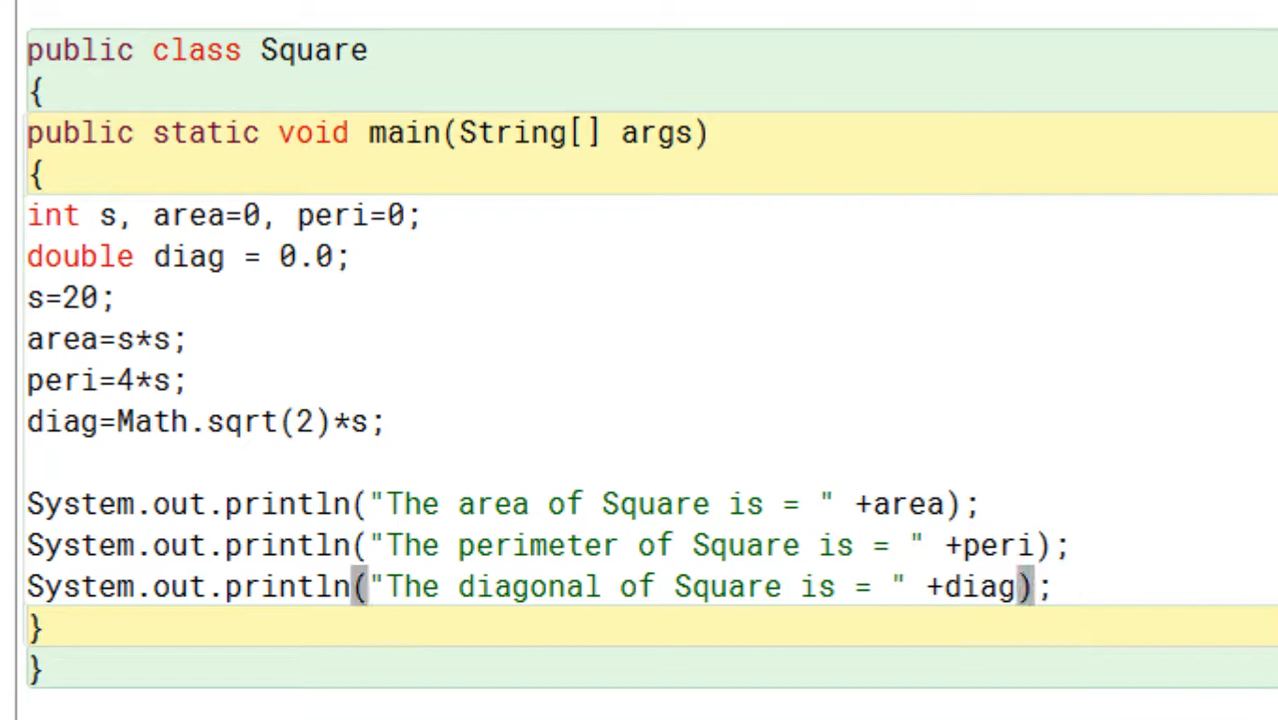 public class Square
{
public static void main(String[] args)
{
int s, area=0, peri=0;
double diag = 0.0;
s=20;
area=s*s;
peri=4*s;
diag=Math.sqrt(2)*s;
System.out.println("The area of Square is = " +area);
System.out.println("The perimeter of Square is = " +peri);
System.out.println("The diagonal of Square is = " +diag);
}
}